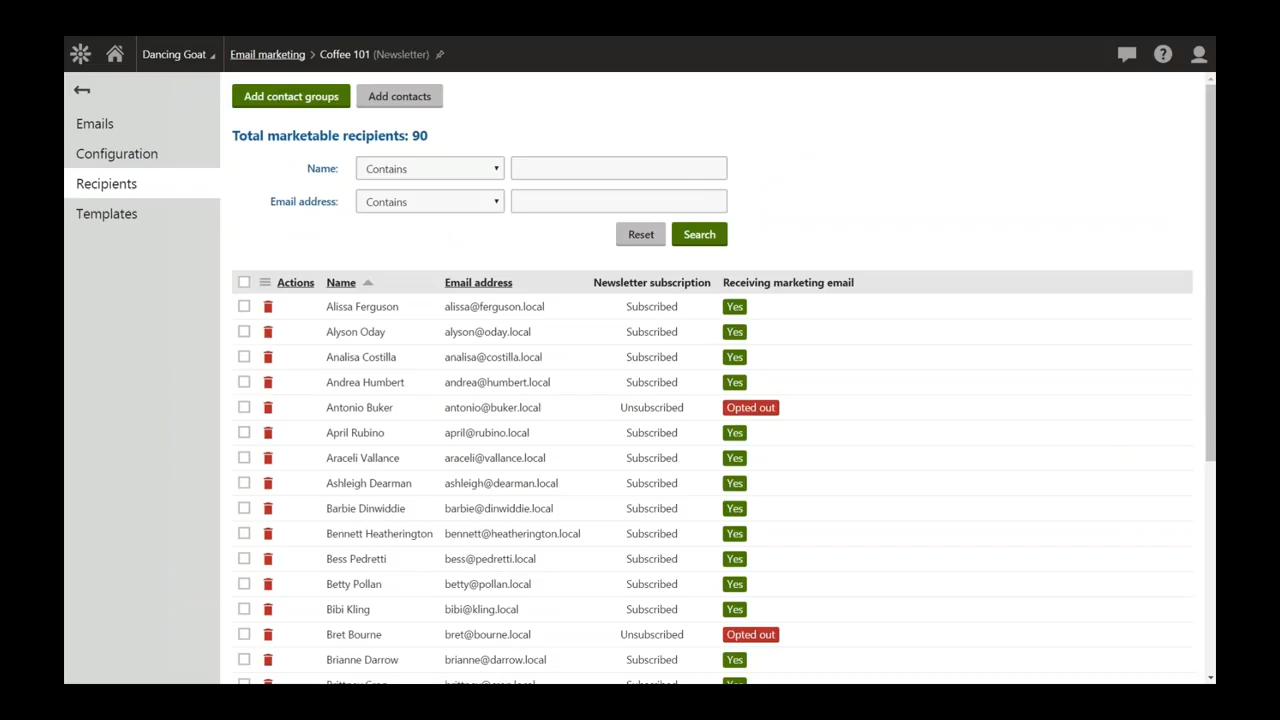 Dancing Goat Email marketing > Coffee 101 (Newsletter)
Emails
Configuration
Recipients
Templates
Add contact groups Add contacts
Total marketable recipients: 90
Name: Contains
Email address: Contains
Reset Search
Actions Name Email address Newsletter subscription Receiving marketing email
Alissa Ferguson alissa@ferguson.local Subscribed Yes
Alyson Oday alyson@oday.local Subscribed Yes
Analisa Costilla analisa@costilla.local Subscribed Yes
Andrea Humbert andrea@humbert.local Subscribed Yes
Antonio Buker antonio@buker.local Unsubscribed Opted out
April Rubino april@rubino.local Subscribed Yes
Araceli Vallance araceli@vallance.local Subscribed Yes
Ashleigh Dearman ashleigh@dearman.local Subscribed Yes
Barbie Dinwiddie barbie@dinwiddie.local Subscribed Yes
Bennett Heatherington bennett@heatherington.local Subscribed Yes
Bess Pedretti bess@pedretti.local Subscribed Yes
Betty Pollan betty@pollan.local Subscribed Yes
Bibi Kling bibi@kling.local Subscribed Yes
Bret Bourne bret@bourne.local Unsubscribed Opted out
Brianne Darrow brianne@darrow.local Subscribed Yes